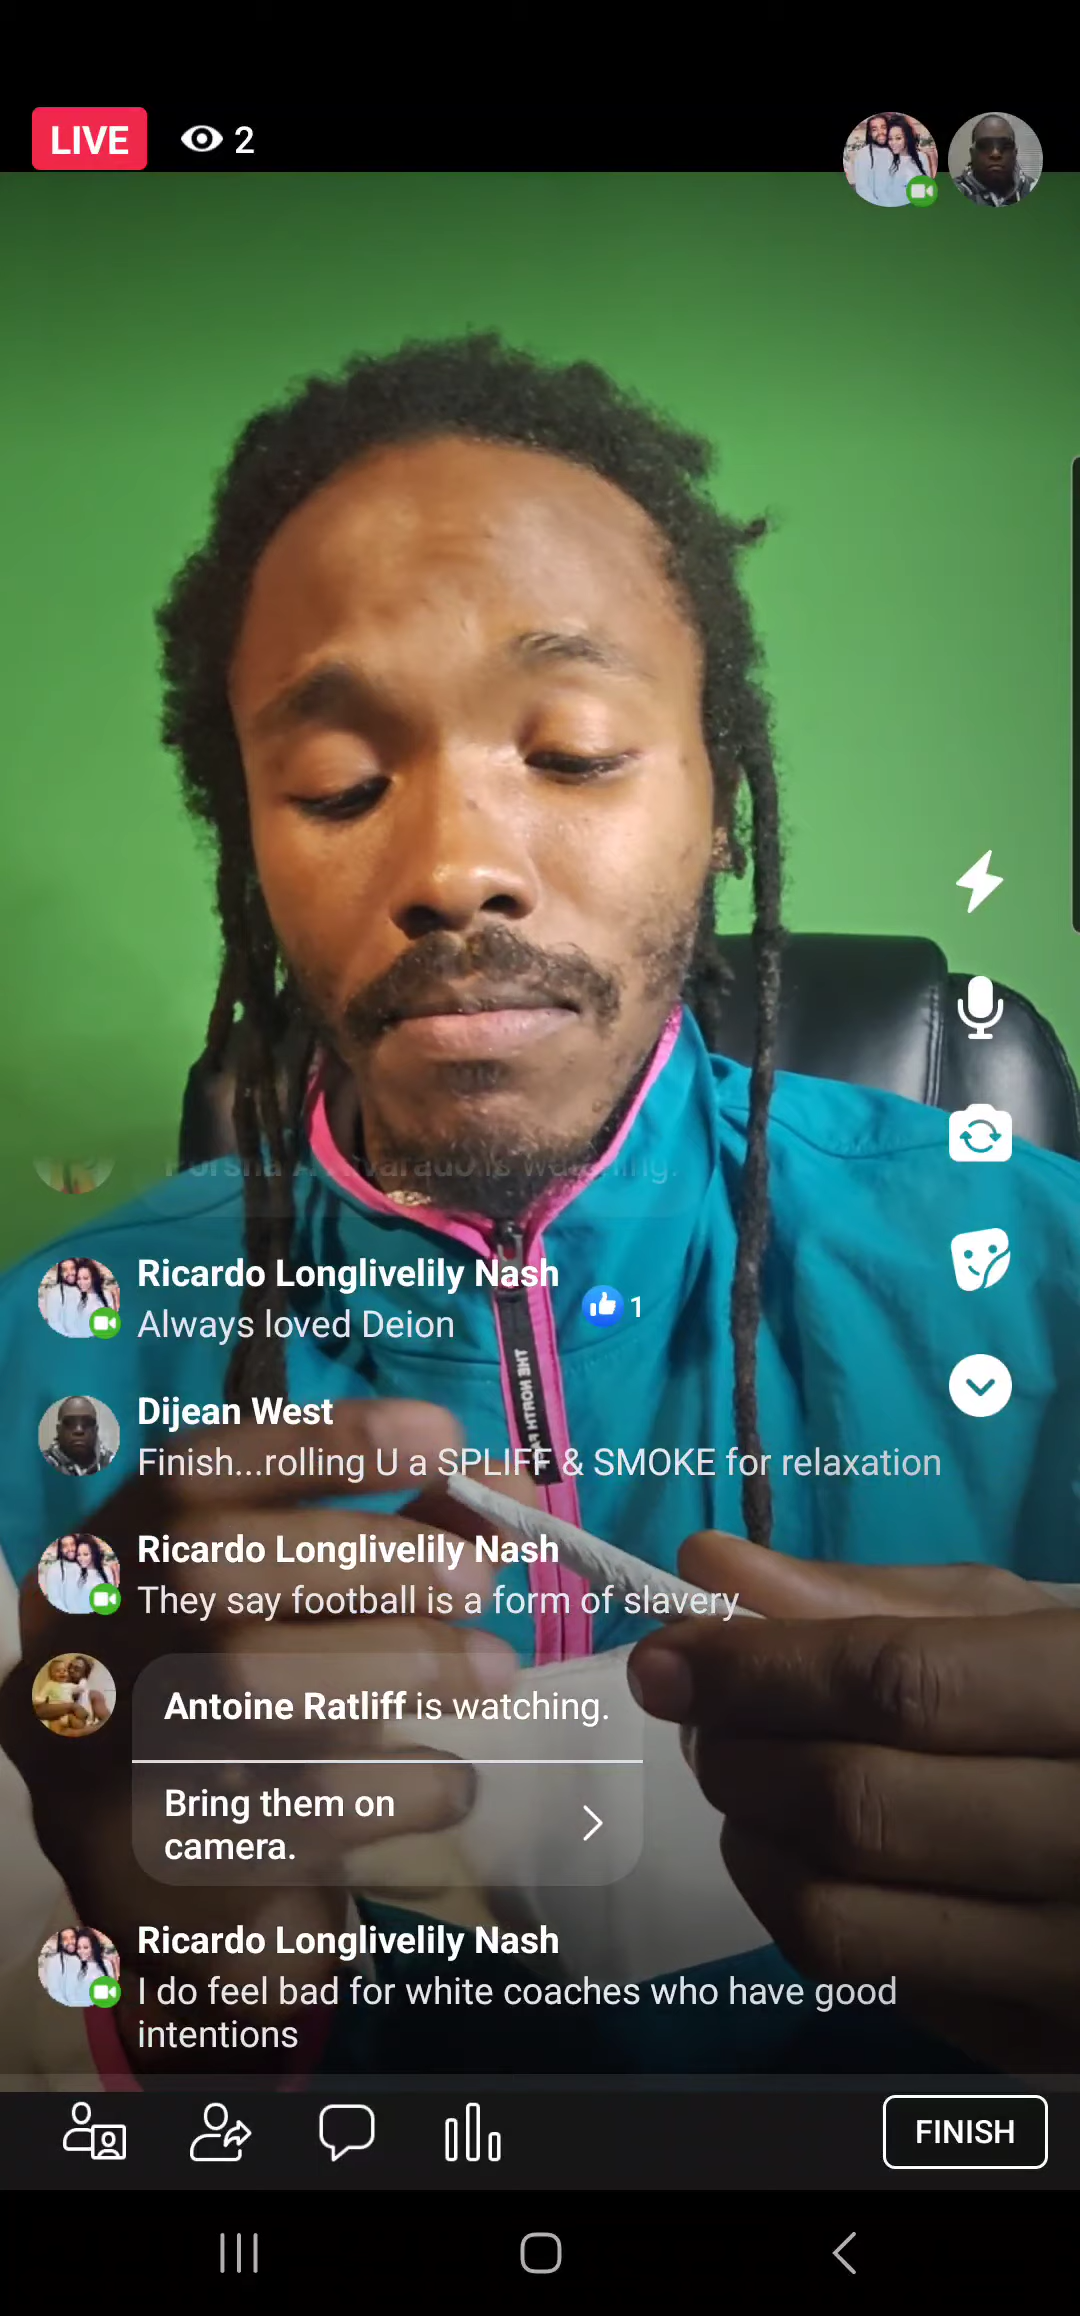 LIVE
2
Ricardo Longlivelily Nash
Always loved Deion
1
Dijean West
Finish...rolling U a SPLIFF & SMOKE for relaxation
Ricardo Longlivelily Nash
They say football is a form of slavery
Antoine Ratliff is watching.
Bring them on
camera.
Ricardo Longlivelily Nash
I do feel bad for white coaches who have good
intentions
FINISH